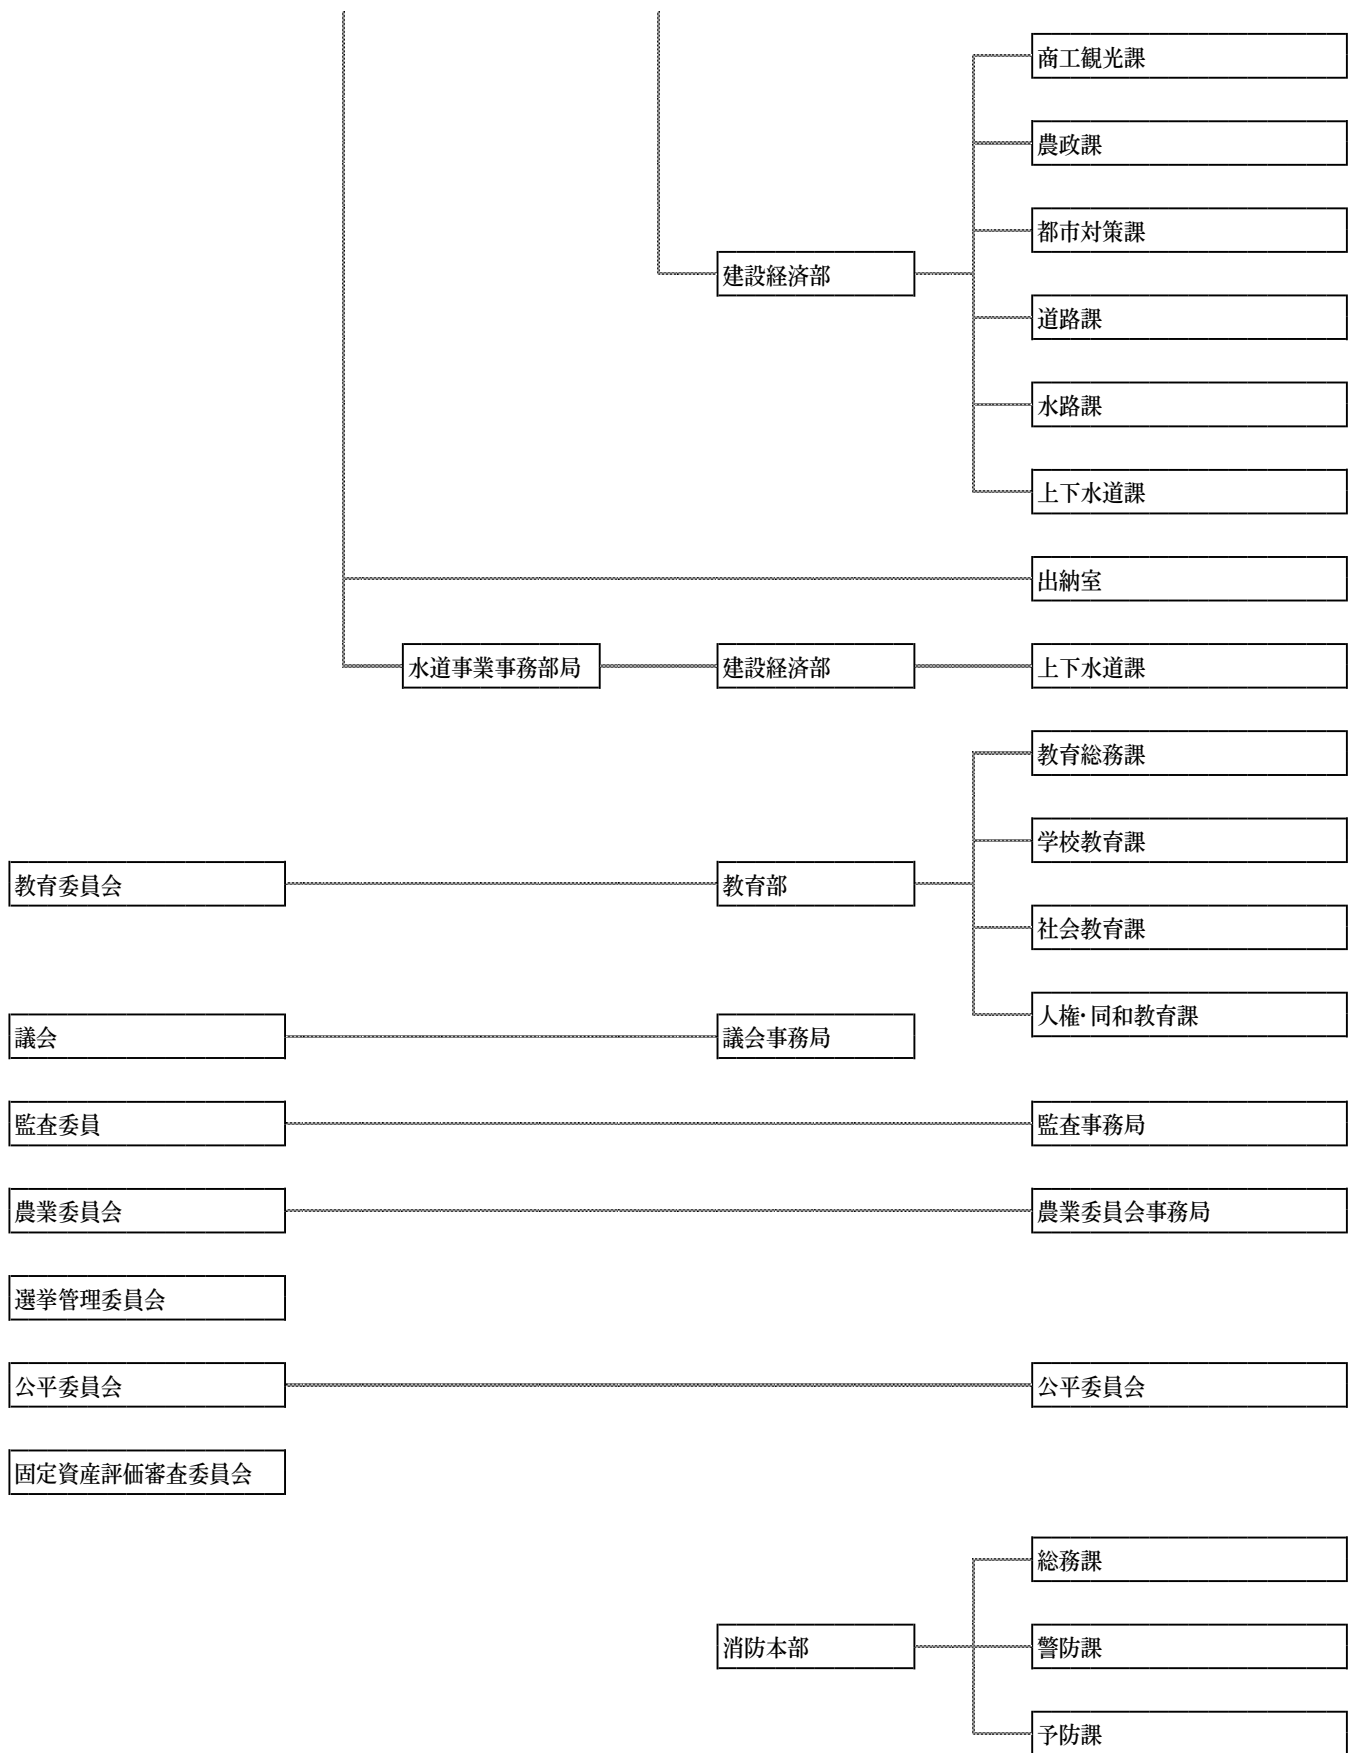 商工観光課
農政課
都市対策課
建設経済部
道路課
水路課
上下水道課
出納室
水道事業事務部局 建設経済部 上下水道課
教育総務課
学校教育課
教育委員会 教育部
社会教育課
人権・同和教育課
議会 議会事務局
監査委員 監査事務局
農業委員会 農業委員会事務局
選挙管理委員会
公平委員会 公平委員会
固定資産評価審査委員会
総務課
消防本部 警防課
予防課